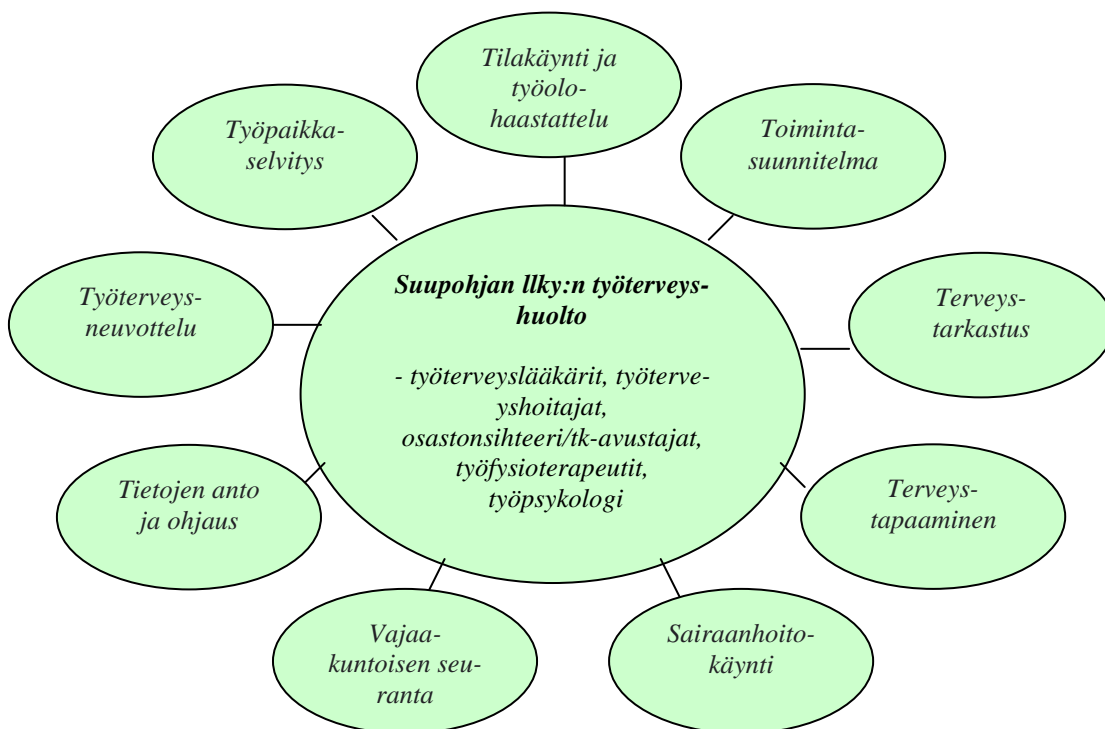 Tilakäynti ja
työolo-
haastattelu
Työpaikka-
selvitys
Toiminta-
suunnitelma
Työterveys-
neuvottelu
Suupohjan llky:n työterveys-
huolto
- työterveyslääkärit, työterve-
yshoitajat,
osastonsihteeri/tk-avustajat,
työfysioterapeutit,
työpsykologi
Terveys-
tarkastus
Tietojen anto
ja ohjaus
Terveys-
tapaaminen
Vajaa-
kuntoisen seu-
ranta
Sairaanhoito-
käynti